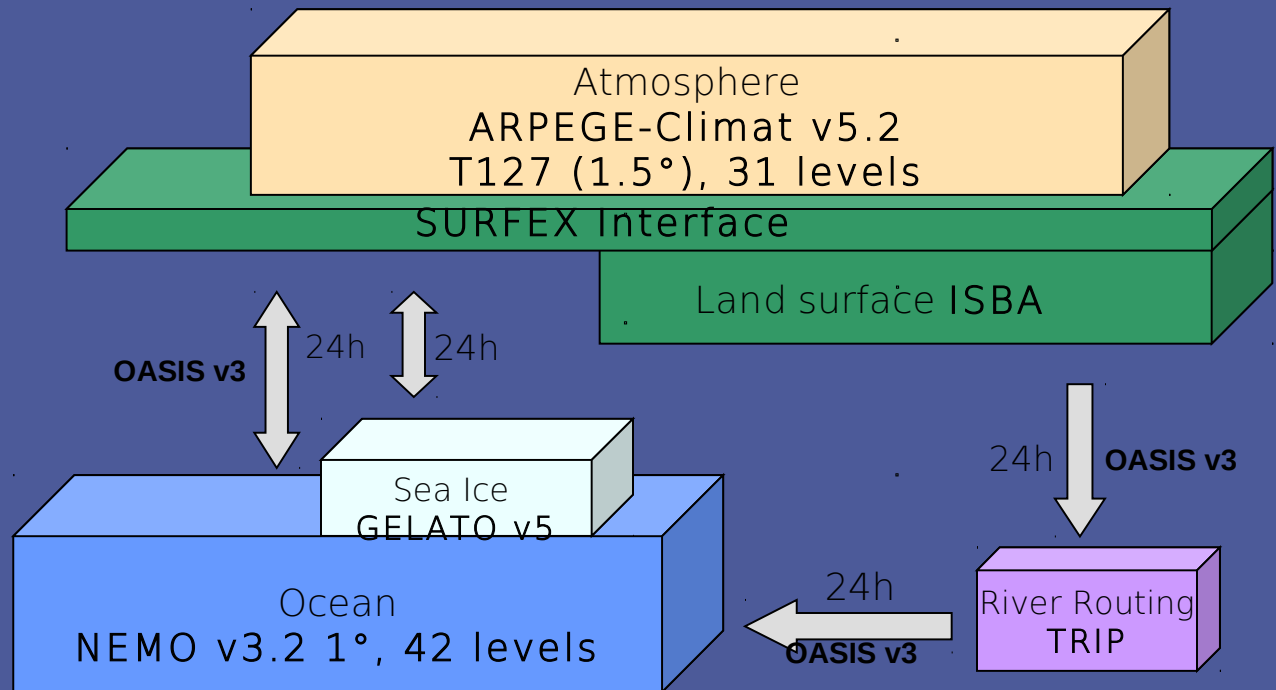 Atmosphere
ARPEGE-Climat v5.2
T127 (1.5°), 31 levels
SURFEX Interface
Land surface ISBA
24h
24h
OASIS v3
24h
OASIS v3
Sea Ice
GELATO v5
Ocean
NEMO v3.2 1°, 42 levels
24h
OASIS v3
River Routing
TRIP